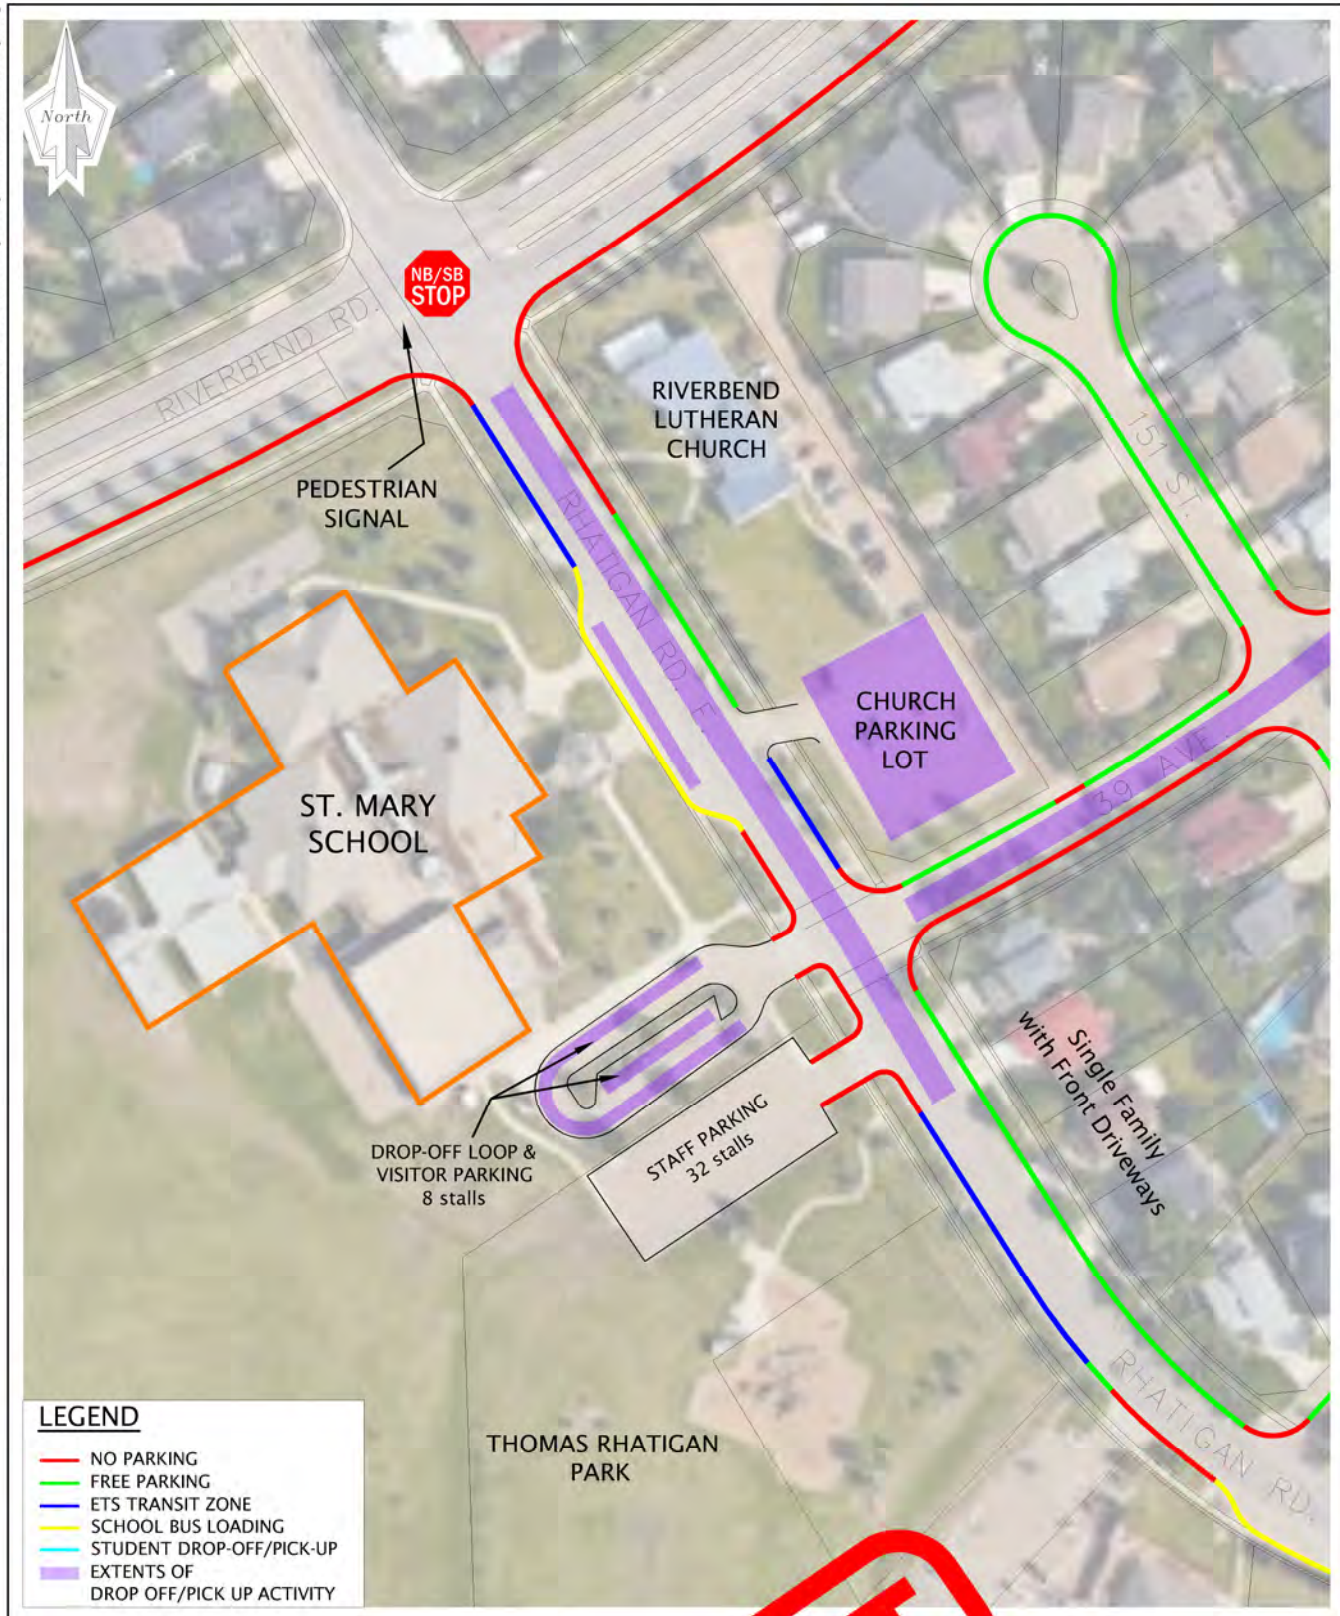 North
NB/SB
STOP
RIVERBEND RD.
PEDESTRIAN
SIGNAL
RIVERBEND
LUTHERAN
CHURCH
151 ST.
RHATIGAN RD. E.
CHURCH
PARKING
LOT
39 AVE.
ST. MARY
SCHOOL
Single Family
with Front Driveways
DROP-OFF LOOP &
VISITOR PARKING
8 stalls
STAFF PARKING
32 stalls
RHATIGAN RD.
THOMAS RHATIGAN
PARK
LEGEND
NO PARKING
FREE PARKING
ETS TRANSIT ZONE
SCHOOL BUS LOADING
STUDENT DROP-OFF/PICK-UP
EXTENTS OF
DROP OFF/PICK UP ACTIVITY